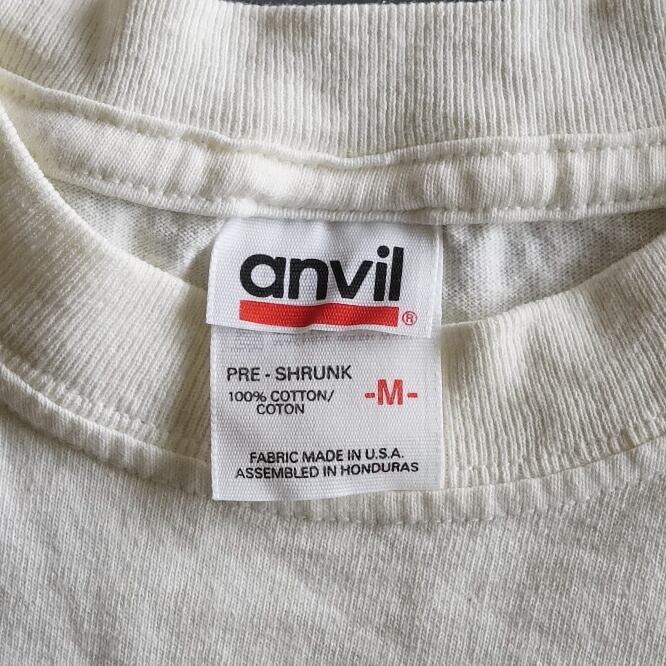 anvil
®
PRE - SHRUNK
100% COTTON/
COTON
-M-
FABRIC MADE IN U.S.A.
ASSEMBLED IN HONDURAS